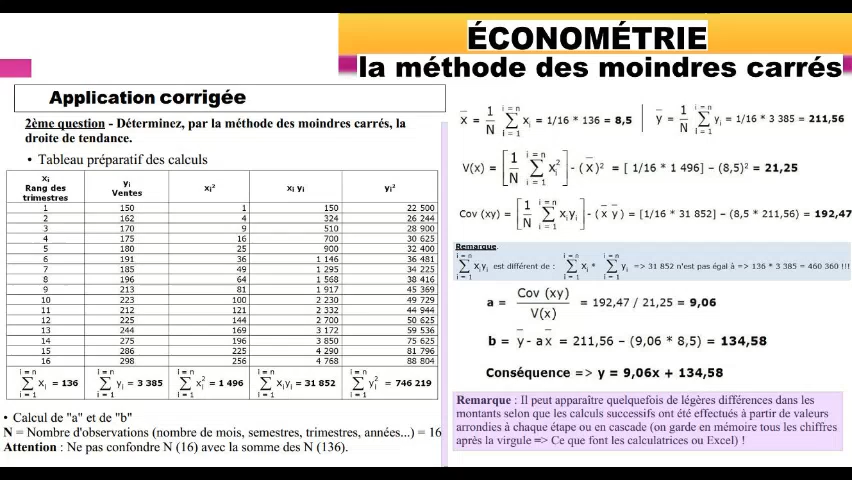 ÉCONOMÉTRIE
la méthode des moindres carrés
Application corrigée
2ème question - Déterminez, par la méthode des moindres carrés, la
droite de tendance.
• Tableau préparatif des calculs
xi Rang des trimestres | yi Ventes | xi² | xi yi | yi²
1 150 1 150 22 500
2 162 4 324 26 244
3 170 9 510 28 900
4 175 16 700 30 625
5 180 25 900 32 400
6 191 36 1 146 36 481
7 185 49 1 295 34 225
8 196 64 1 568 38 416
9 213 81 1 917 45 369
10 223 100 2 230 49 729
11 212 121 2 332 44 944
12 225 144 2 700 50 625
13 244 169 3 172 59 536
14 275 196 3 850 75 625
15 286 225 4 290 81 796
16 298 256 4 768 88 804
i = n ∑ i = 1 xi = 136 | i = n ∑ i = 1 yi = 3 385 | i = n ∑ i = 1 xi² = 1 496 | i = n ∑ i = 1 xiyi = 31 852 | i = n ∑ i = 1 yi² = 746 219
• Calcul de "a" et de "b"
N = Nombre d'observations (nombre de mois, semestres, trimestres, années...) = 16
Attention : Ne pas confondre N (16) avec la somme des N (136).
x̄ = 1/N i = n ∑ i = 1 xi = 1/16 * 136 = 8,5 | ȳ = 1/N i = n ∑ i = 1 yi = 1/16 * 3 385 = 211,56
V(x) = [ 1/N i = n ∑ i = 1 xi² ] - (x̄)² = [ 1/16 * 1 496] – (8,5)² = 21,25
Cov (xy) = [ 1/N i = n ∑ i = 1 xiyi ] - (x̄ ȳ) = [1/16 * 31 852] – (8,5 * 211,56) = 192,47
Remarque.
i = n ∑ i = 1 xiyi est différent de : i = n ∑ i = 1 xi * i = n ∑ i = 1 yi => 31 852 n'est pas égal à => 136 * 3 385 = 460 360 !!!
a = Cov (xy) / V(x) = 192,47 / 21,25 = 9,06
b = ȳ - a x̄ = 211,56 – (9,06 * 8,5) = 134,58
Conséquence => y = 9,06x + 134,58
Remarque : Il peut apparaître quelquefois de légères différences dans les
montants selon que les calculs successifs ont été effectués à partir de valeurs
arrondies à chaque étape ou en cascade (on garde en mémoire tous les chiffres
après la virgule => Ce que font les calculatrices ou Excel) !